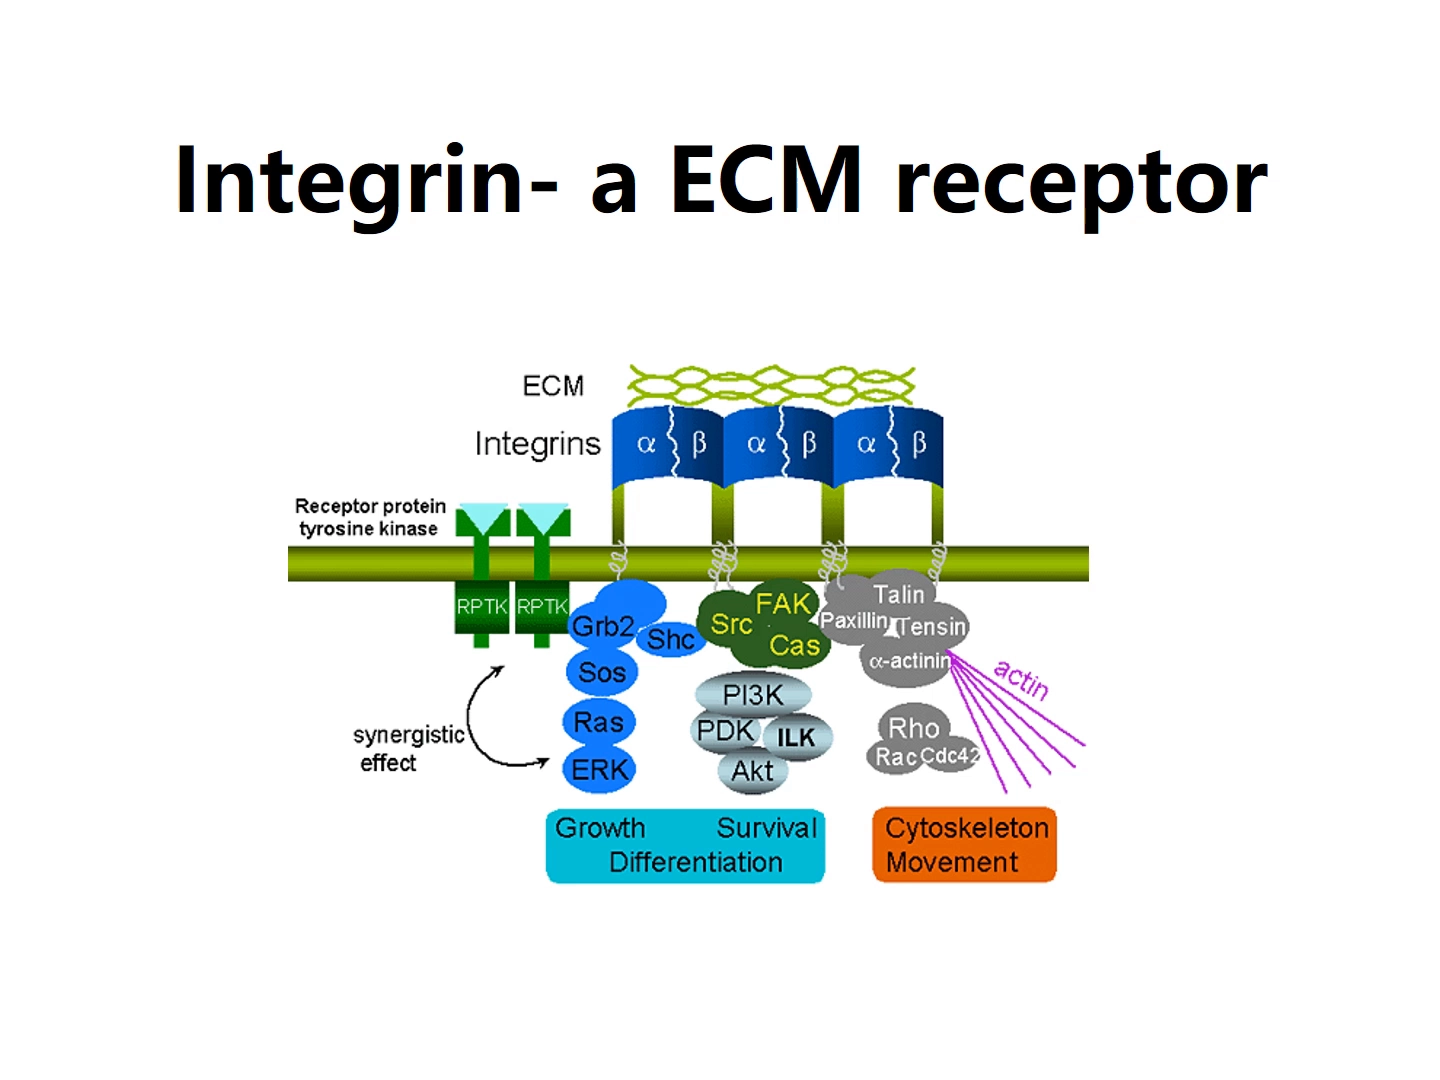 Integrin- a ECM receptor
ECM
Integrins
α β α β α β
Receptor protein
tyrosine kinase
RPTK RPTK
Grb2
Shc
Sos
Ras
ERK
synergistic
effect
FAK
Src
Cas
PI3K
PDK
ILK
Akt
Talin
Paxillin
Tensin
α-actinin
actin
Rho
Rac
Cdc42
Growth Survival
Differentiation
Cytoskeleton
Movement